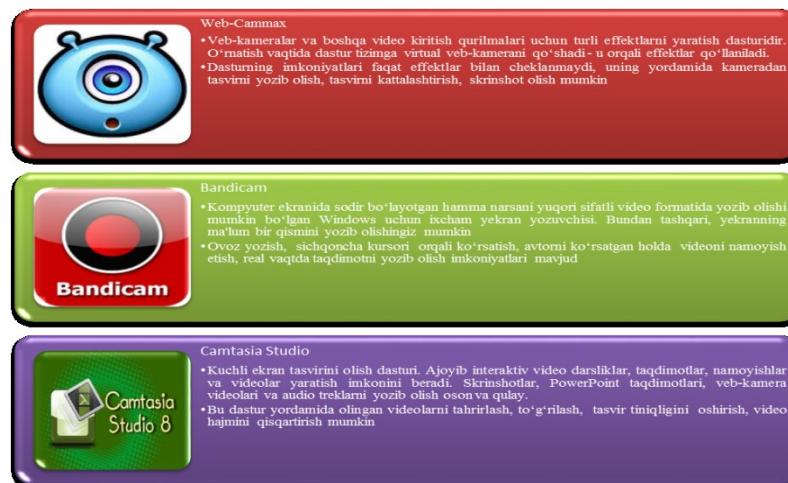 Web-Cammax
•Veb-kameralar va boshqa video kiritish qurilmalari uchun turli effektlarni yaratish dasturidir.
O‘rnatish vaqtida dastur tizimga virtual veb-kamerani qo‘shadi - u orqali effektlar qo‘llaniladi.
•Dasturning imkoniyatlari faqat effektlar bilan cheklanmaydi, uning yordamida kameradan
tasvirni yozib olish, tasvirni kattalashtirish, skrinshot olish mumkin
Bandicam
•Kompyuter ekranida sodir bo‘layotgan hamma narsani yuqori sifatli video formatida yozib olishi
mumkin bo‘lgan Windows uchun ixcham yekran yozuvchisi. Bundan tashqari, yekranning
ma'lum bir qismini yozib olishingiz mumkin
•Ovoz yozish, sichqoncha kursori orqali ko‘rsatish, avtorni ko‘rsatgan holda videoni namoyish
etish, real vaqtda taqdimotni yozib olish imkoniyatlari mavjud
Bandicam
Camtasia Studio
•Kuchli ekran tasvirini olish dasturi. Ajoyib interaktiv video darsliklar, taqdimotlar, namoyishlar
va videolar yaratish imkonini beradi. Skrinshotlar, PowerPoint taqdimotlari, veb-kamera
videolari va audio treklarni yozib olish oson va qulay.
•Bu dastur yordamida olingan videolarni tahrirlash, to‘g‘rilash, tasvir tiniqligini oshirish, video
hajmini qisqartirish mumkin
Camtasia
Studio 8